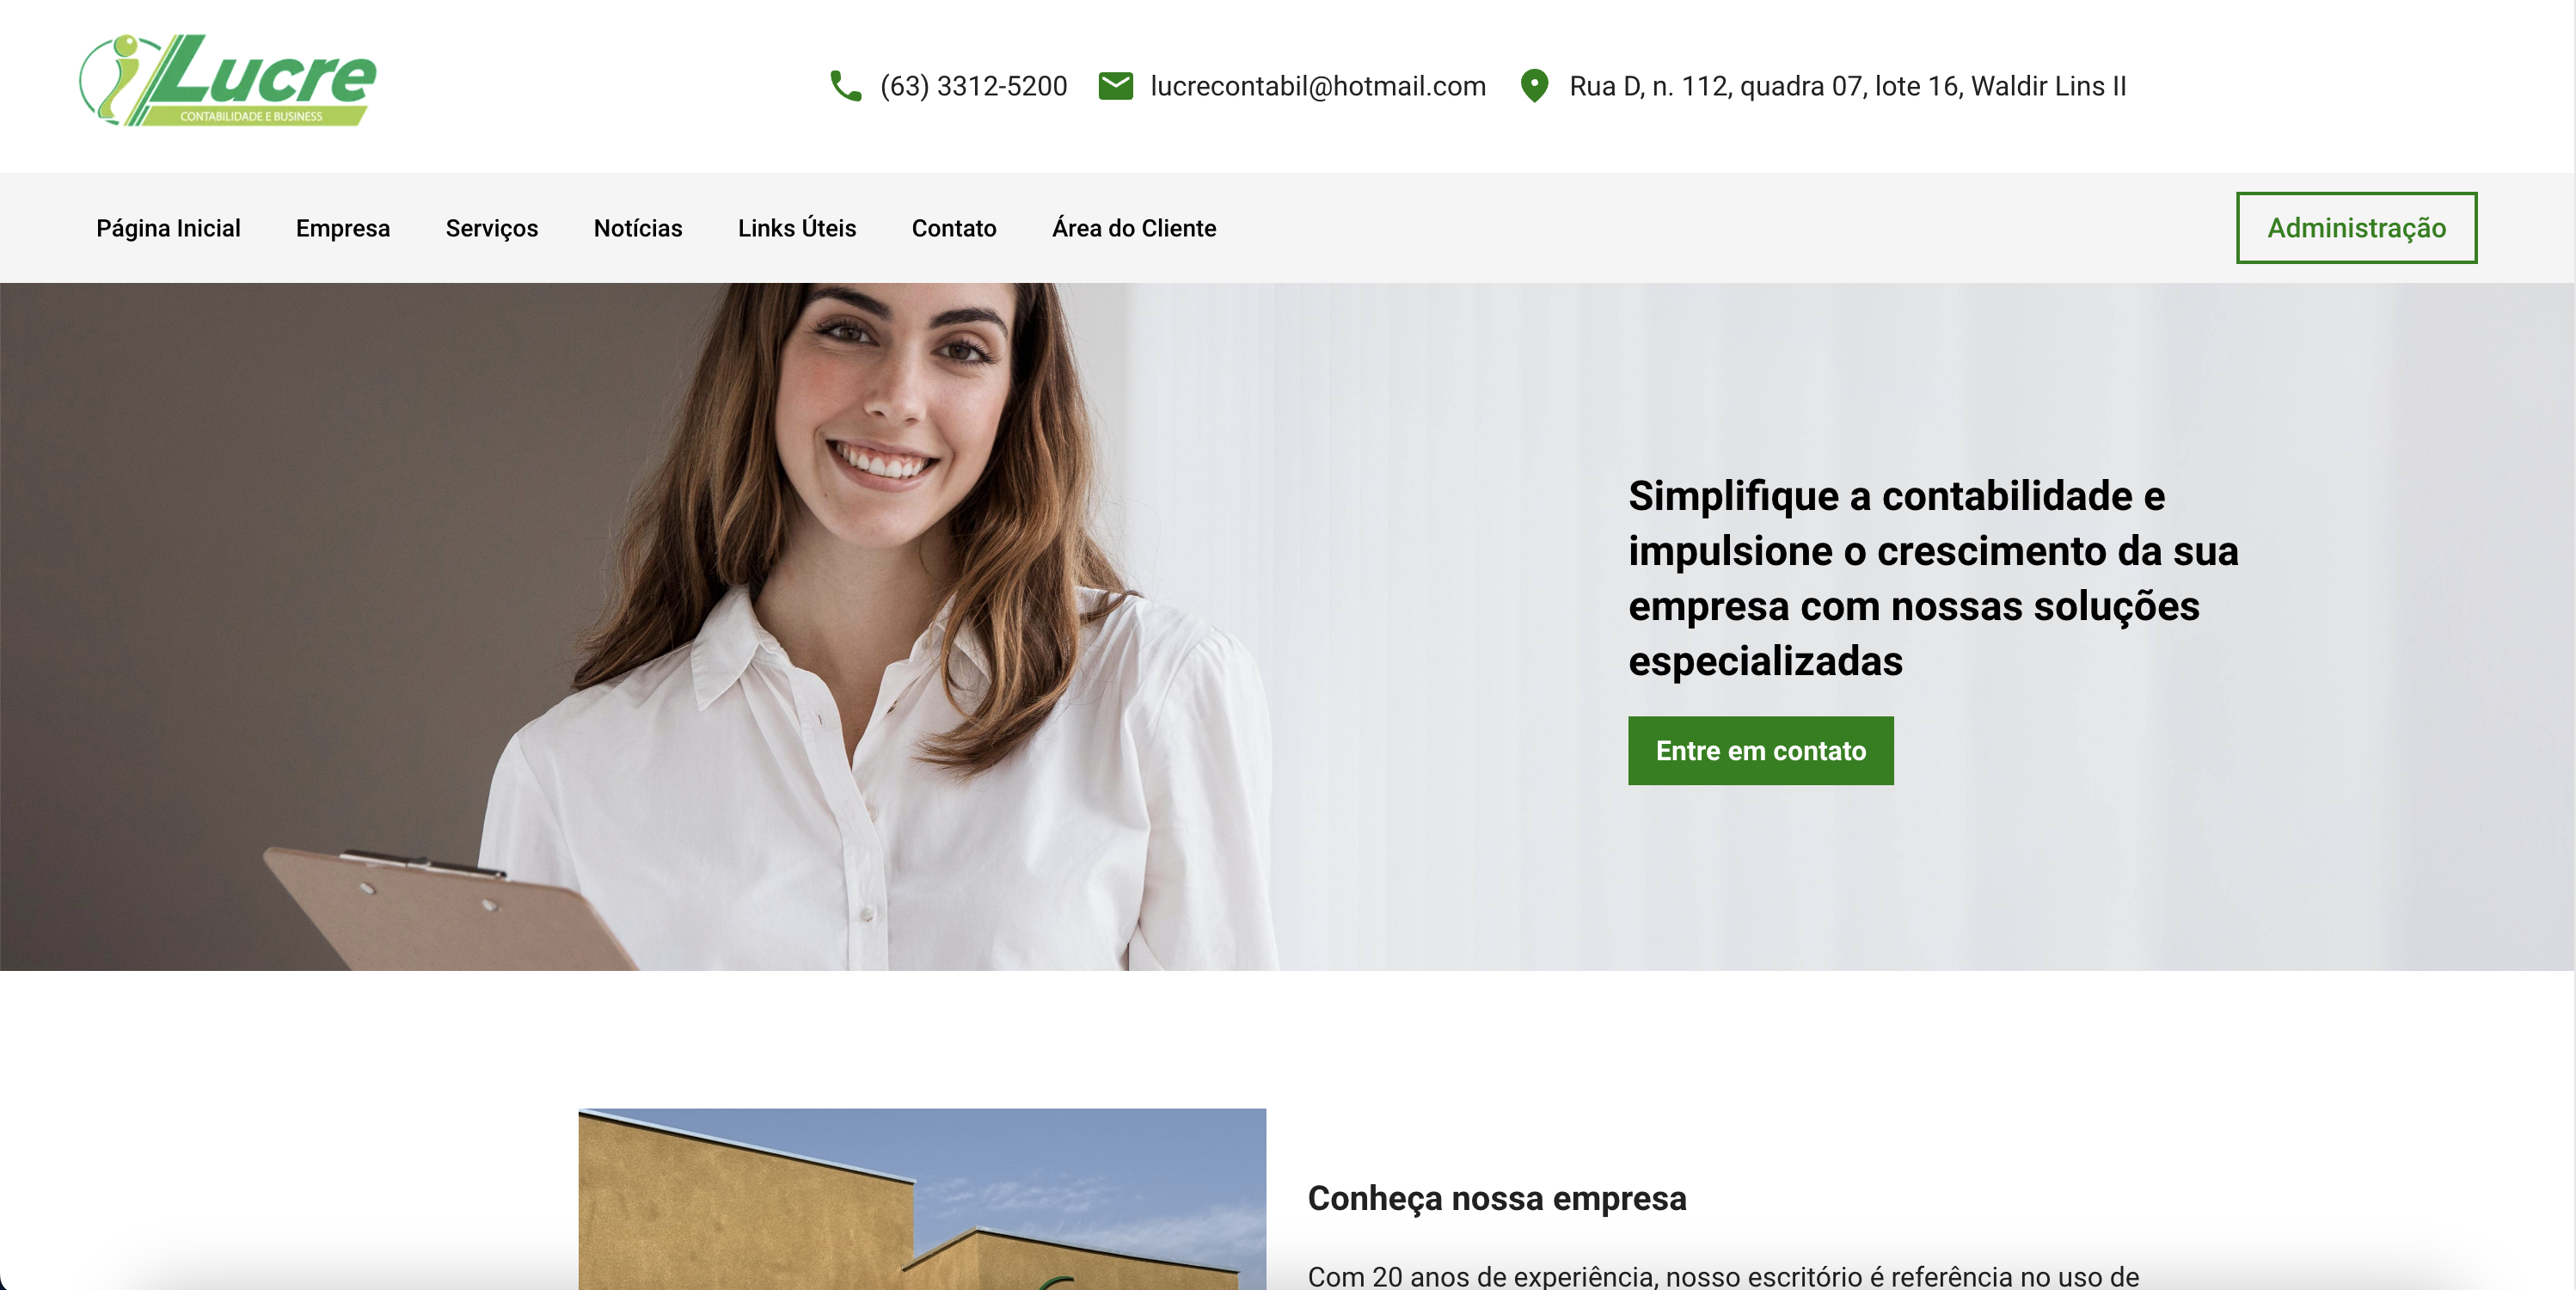 Lucre
CONTABILIDADE E BUSINESS
(63) 3312-5200 lucrecontabil@hotmail.com Rua D, n. 112, quadra 07, lote 16, Waldir Lins II
Página Inicial Empresa Serviços Notícias Links Úteis Contato Área do Cliente Administração
Simplifique a contabilidade e
impulsione o crescimento da sua
empresa com nossas soluções
especializadas
Entre em contato
Conheça nossa empresa
Com 20 anos de experiência, nosso escritório é referência no uso de